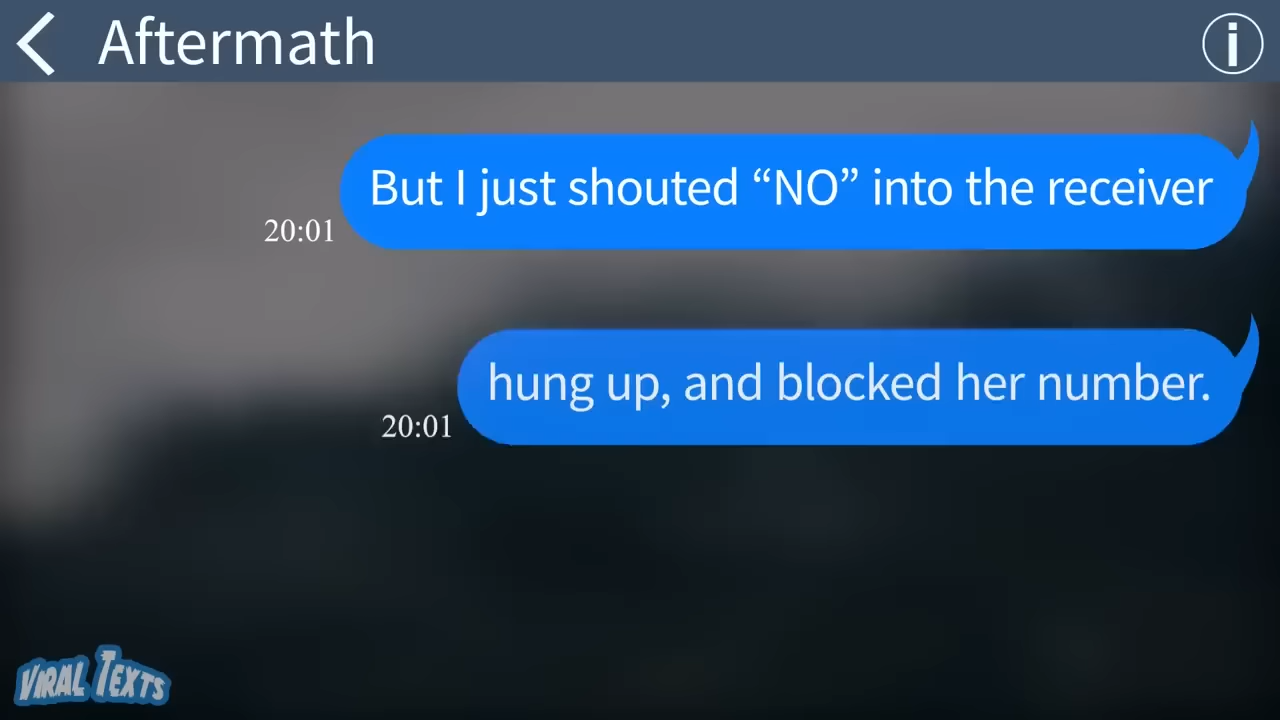 Aftermath
But I just shouted “NO” into the receiver
20:01
hung up, and blocked her number.
20:01
VIRAL TEXTS